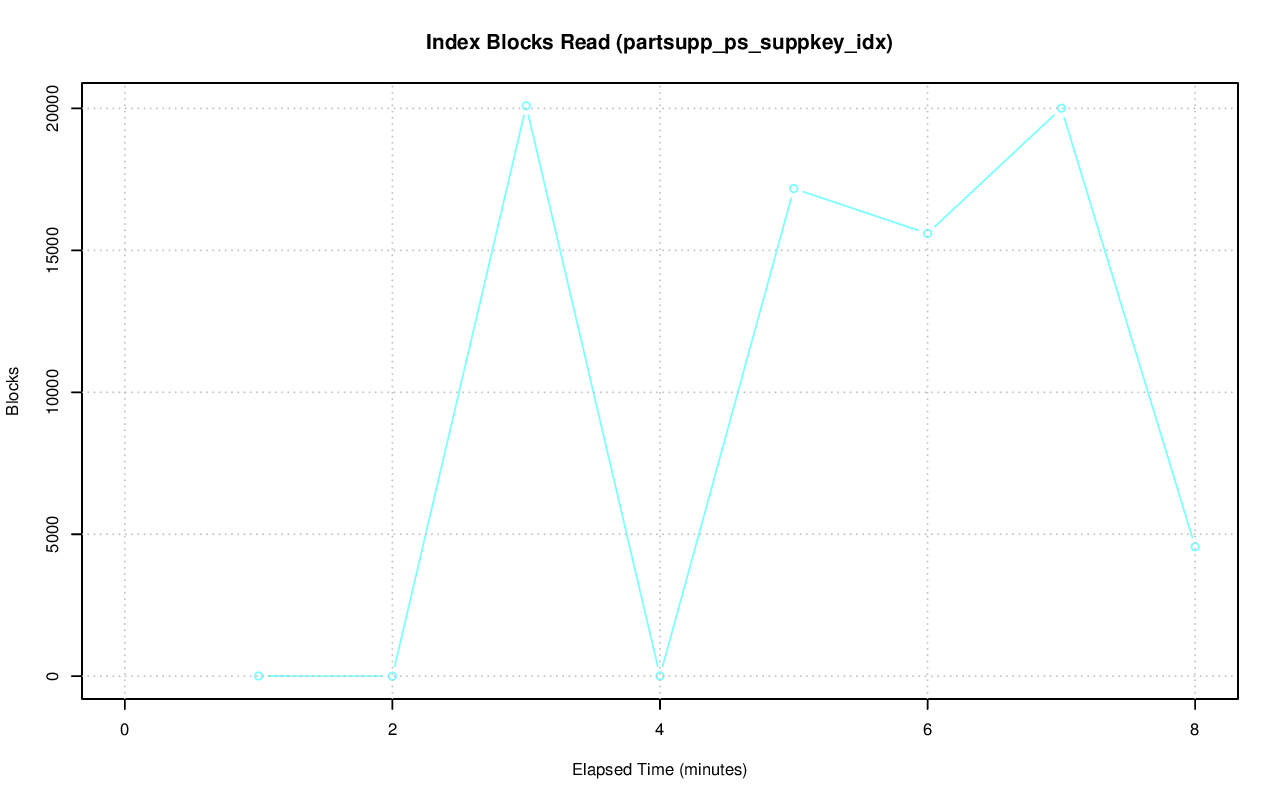 Index Blocks Read (partsupp_ps_suppkey_idx)
20000
15000
10000
5000
0
Blocks
0 2 4 6 8
Elapsed Time (minutes)